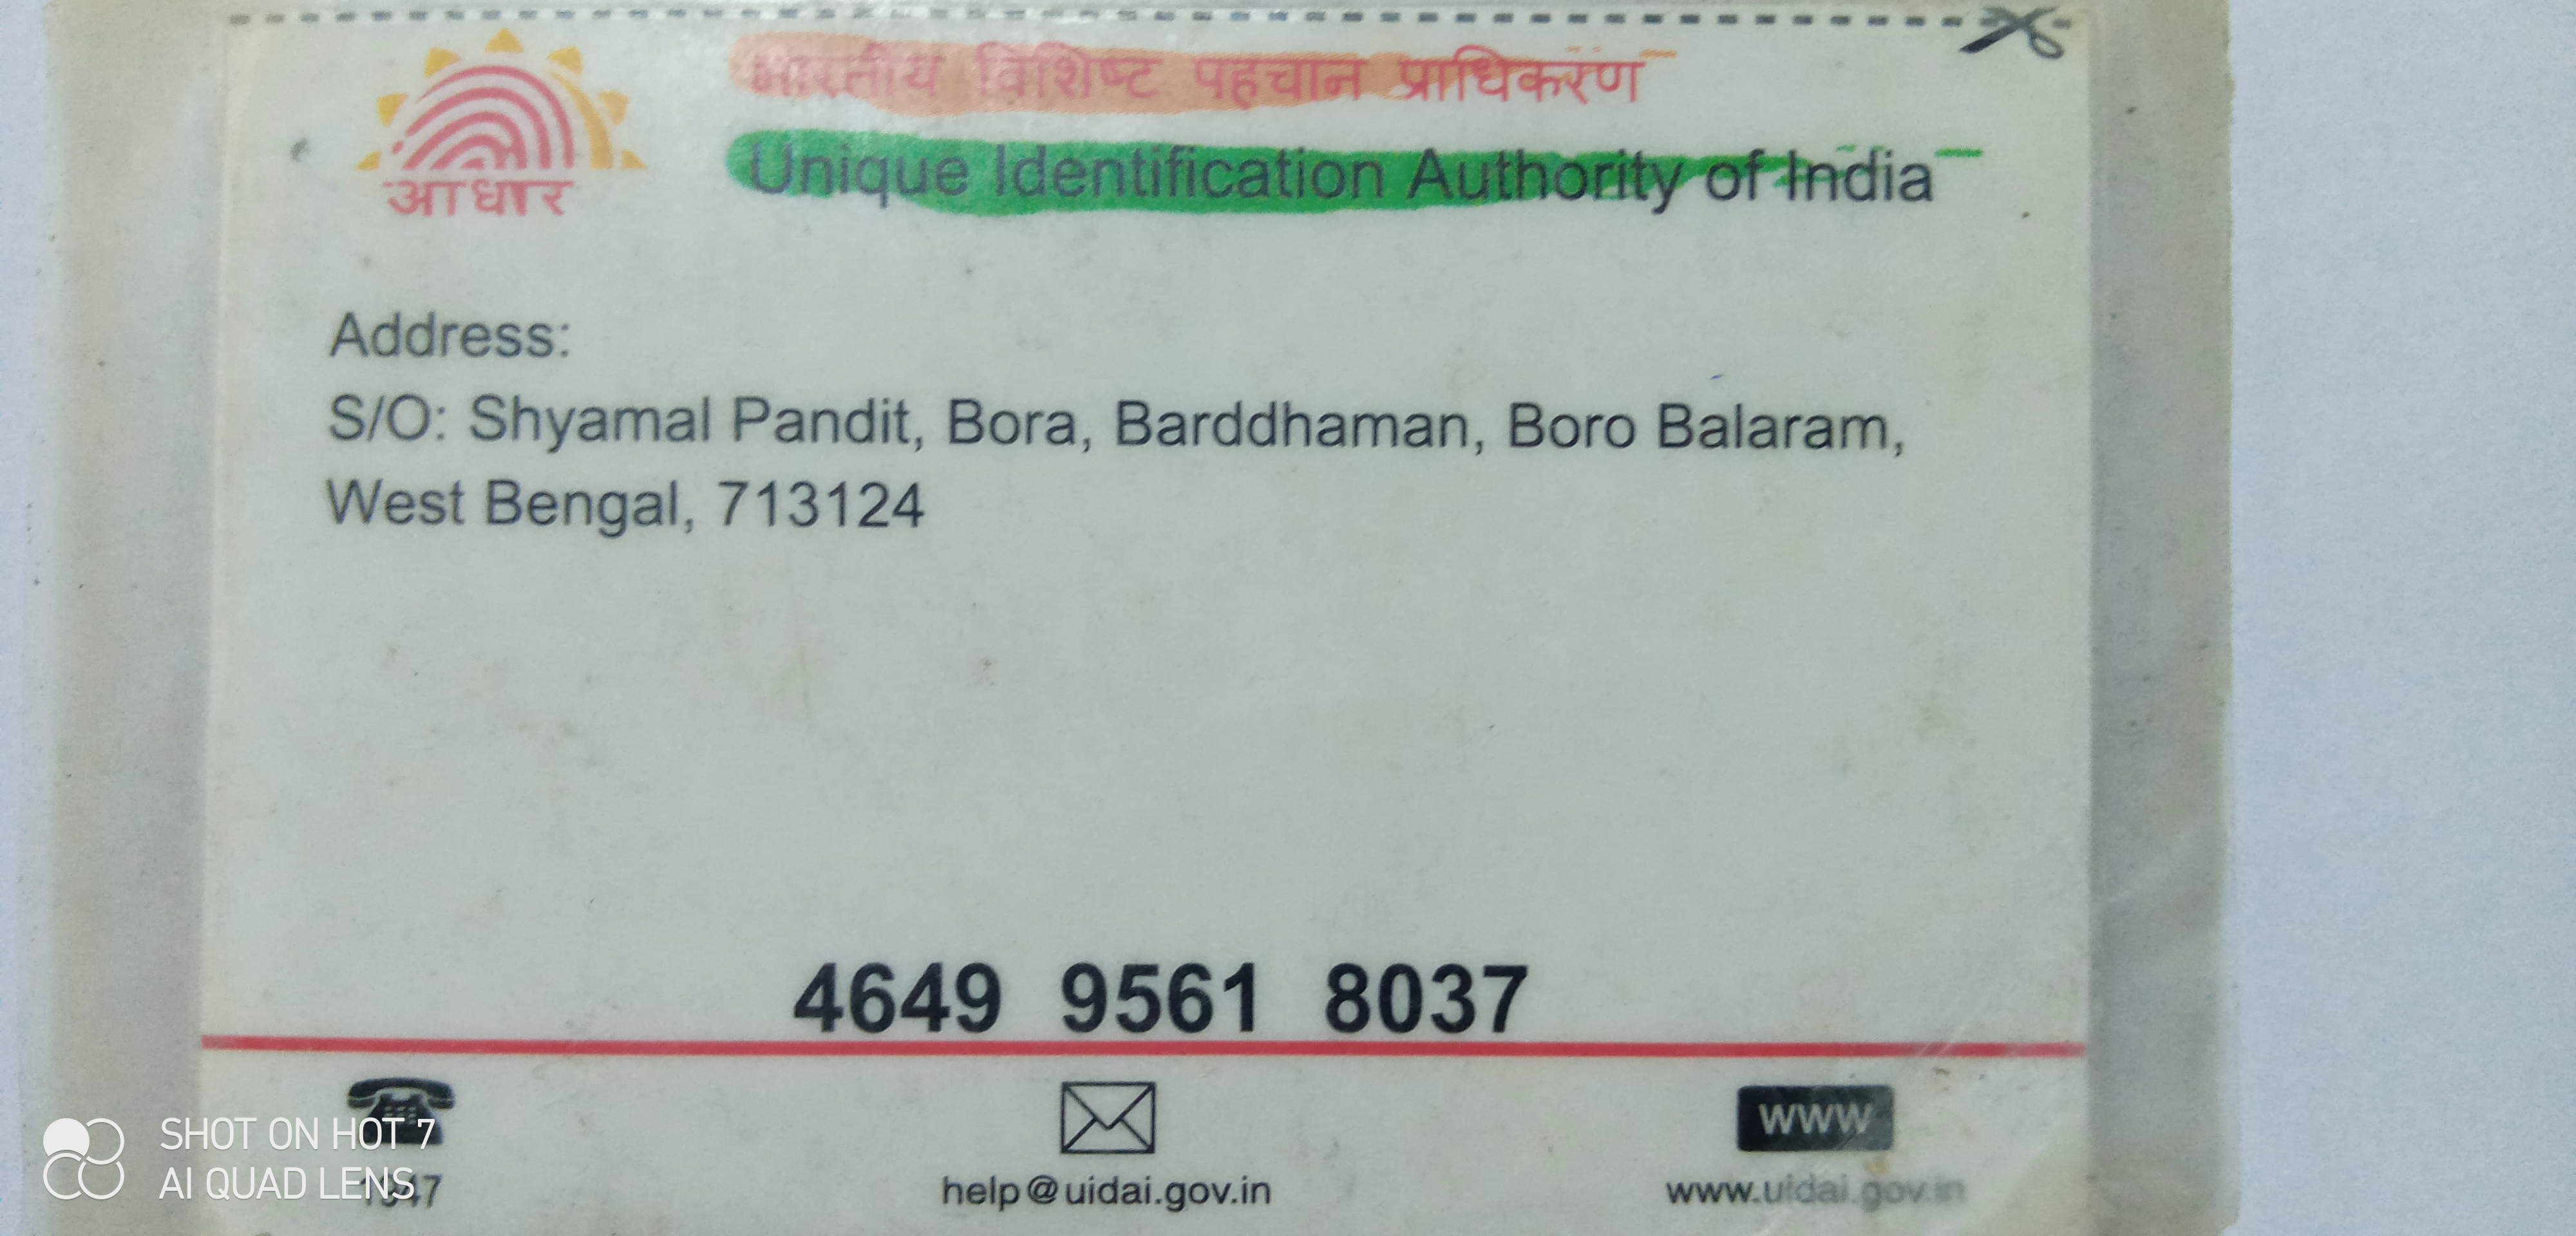 भारतीय विशिष्ट पहचान प्राधिकरण
Unique Identification Authority of India
आधार
Address:
S/O: Shyamal Pandit, Bora, Barddhaman, Boro Balaram,
West Bengal, 713124
4649 9561 8037
WWW
1947
help@uidai.gov.in
www.uidai.gov.in
SHOT ON HOT 7
AI QUAD LENS